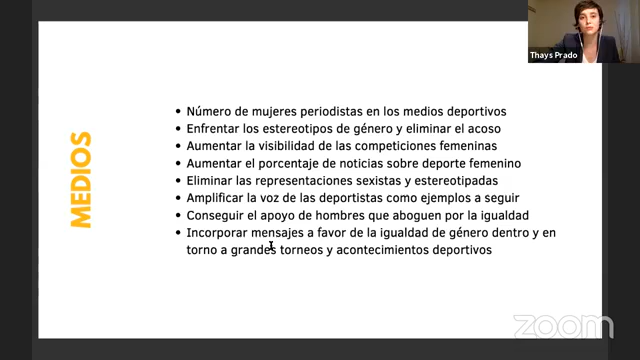 Thays Prado
MEDIOS
• Número de mujeres periodistas en los medios deportivos
• Enfrentar los estereotipos de género y eliminar el acoso
• Aumentar la visibilidad de las competiciones femeninas
• Aumentar el porcentaje de noticias sobre deporte femenino
• Eliminar las representaciones sexistas y estereotipadas
• Amplificar la voz de las deportistas como ejemplos a seguir
• Conseguir el apoyo de hombres que aboguen por la igualdad
• Incorporar mensajes a favor de la igualdad de género dentro y en
torno a grandes torneos y acontecimientos deportivos
zoom